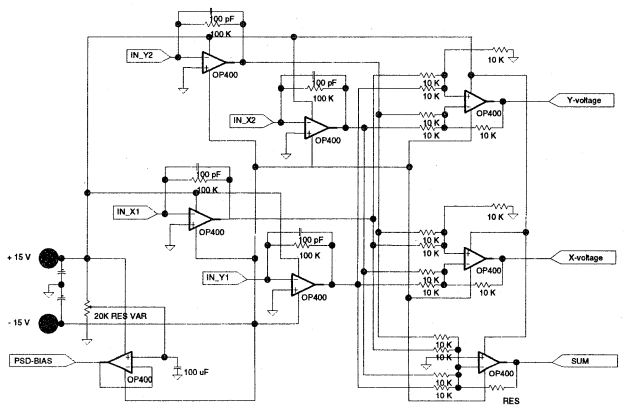 100 pF
100 K
IN_Y2
OP400
100 pF
100 K
IN_X2
OP400
10 K
10 K
10 K
10 K
10 K
10 K
OP400
Y-voltage
100 pF
100 K
IN_X1
OP400
100 pF
100 K
IN_Y1
OP400
10 K
10 K
10 K
10 K
10 K
10 K
OP400
X-voltage
+ 15 V
- 15 V
20K RES VAR
PSD-BIAS
OP400
100 uF
10 K
10 K
10 K
10 K
OP400
RES
SUM